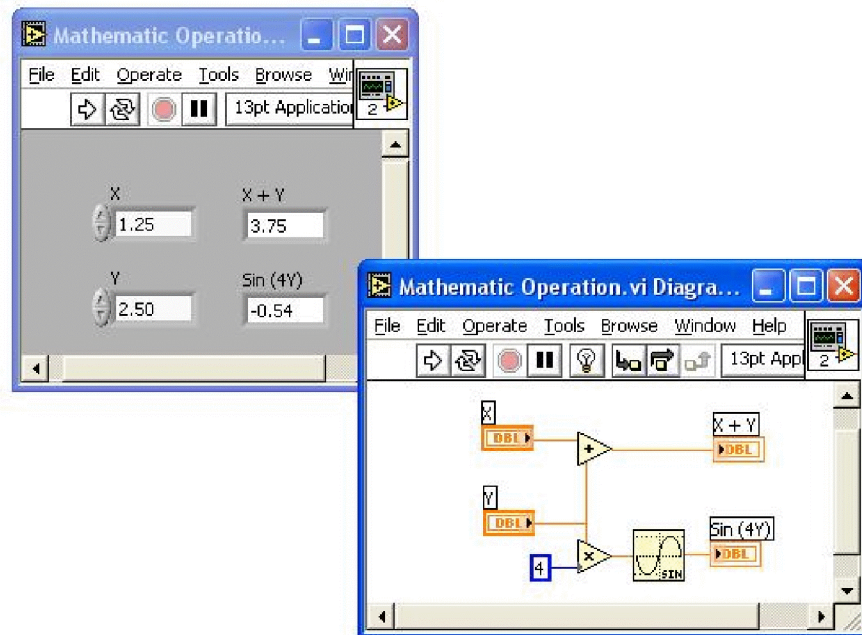 Mathematic Operatio...
File Edit Operate Tools Browse Wir
13pt Application
2
X
1.25
X + Y
3.75
Y
2.50
Sin (4Y)
-0.54
Mathematic Operation.vi Diagra...
File Edit Operate Tools Browse Window Help
13pt Appl
2
X
DBL
+
X + Y
DBL
Y
DBL
4
x
SIN
Sin (4Y)
DBL